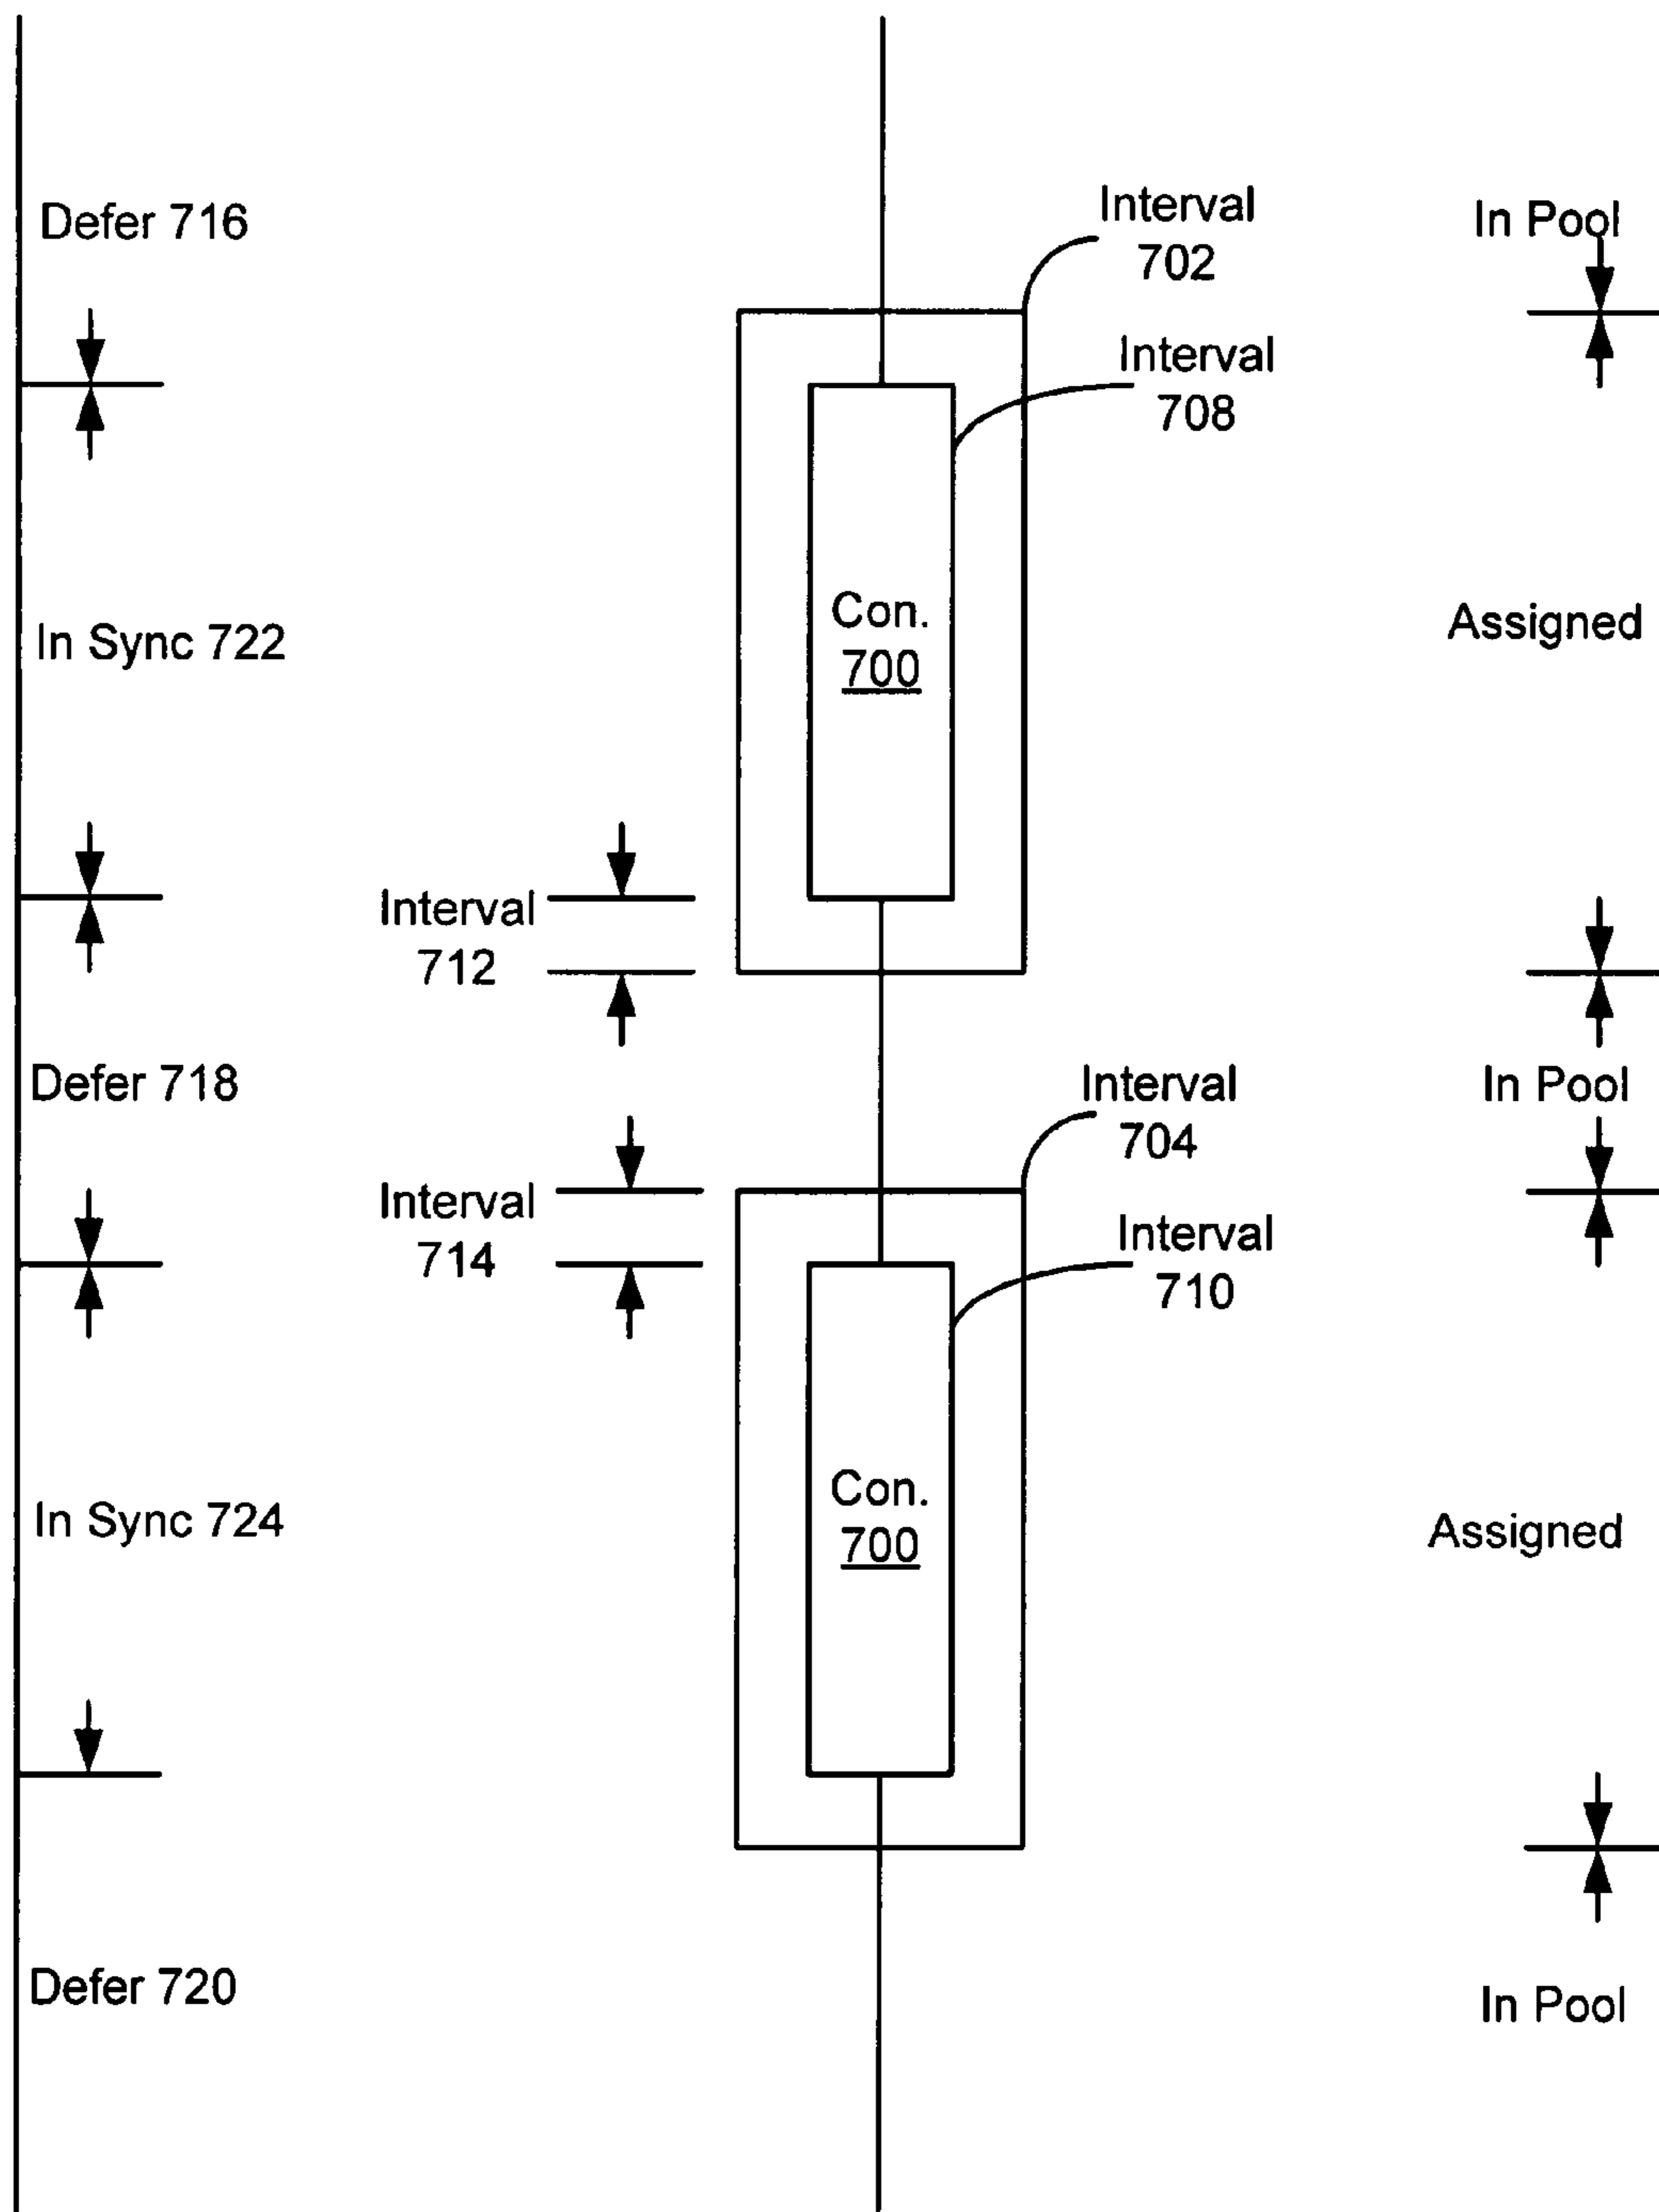 Defer 716
Interval
702
In Pool
Interval
708
In Sync 722
Con.
700
Assigned
Interval
712
Defer 718
Interval
704
In Pool
Interval
714
Interval
710
In Sync 724
Con.
700
Assigned
Defer 720
In Pool